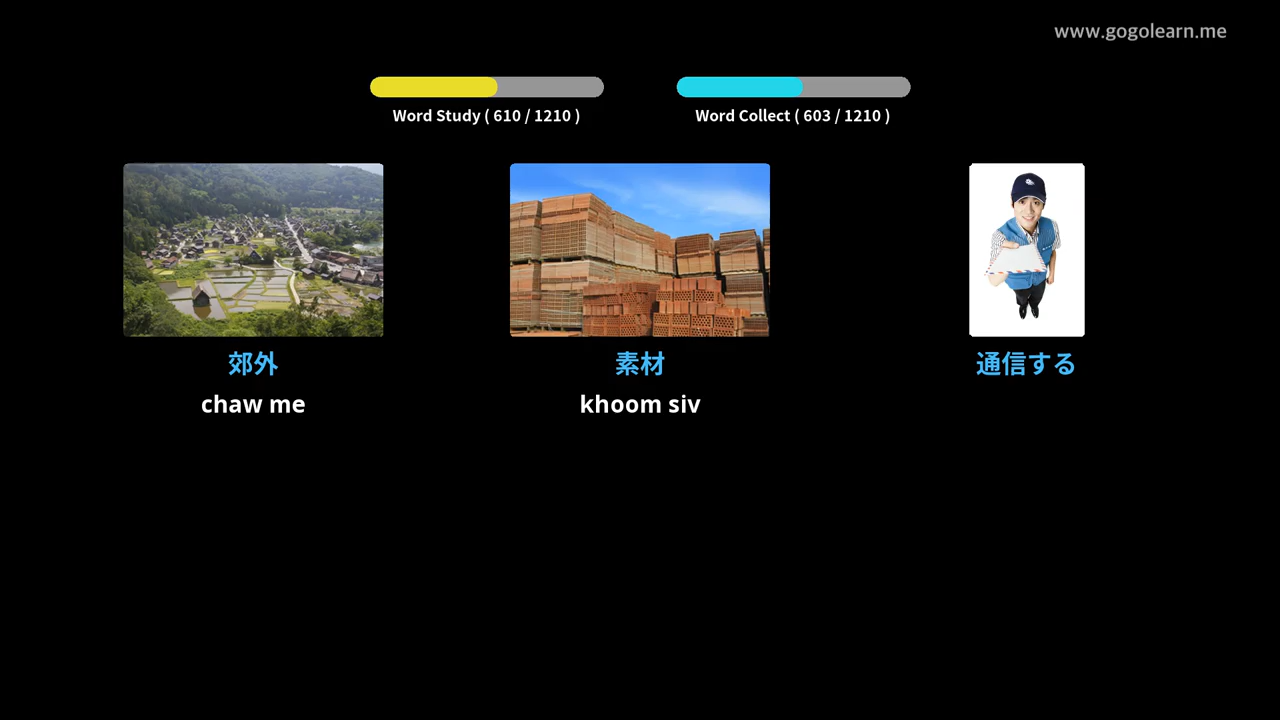 www.gogolearn.me
Word Study ( 610 / 1210 )
Word Collect ( 603 / 1210 )
郊外
素材
通信する
chaw me
khoom siv